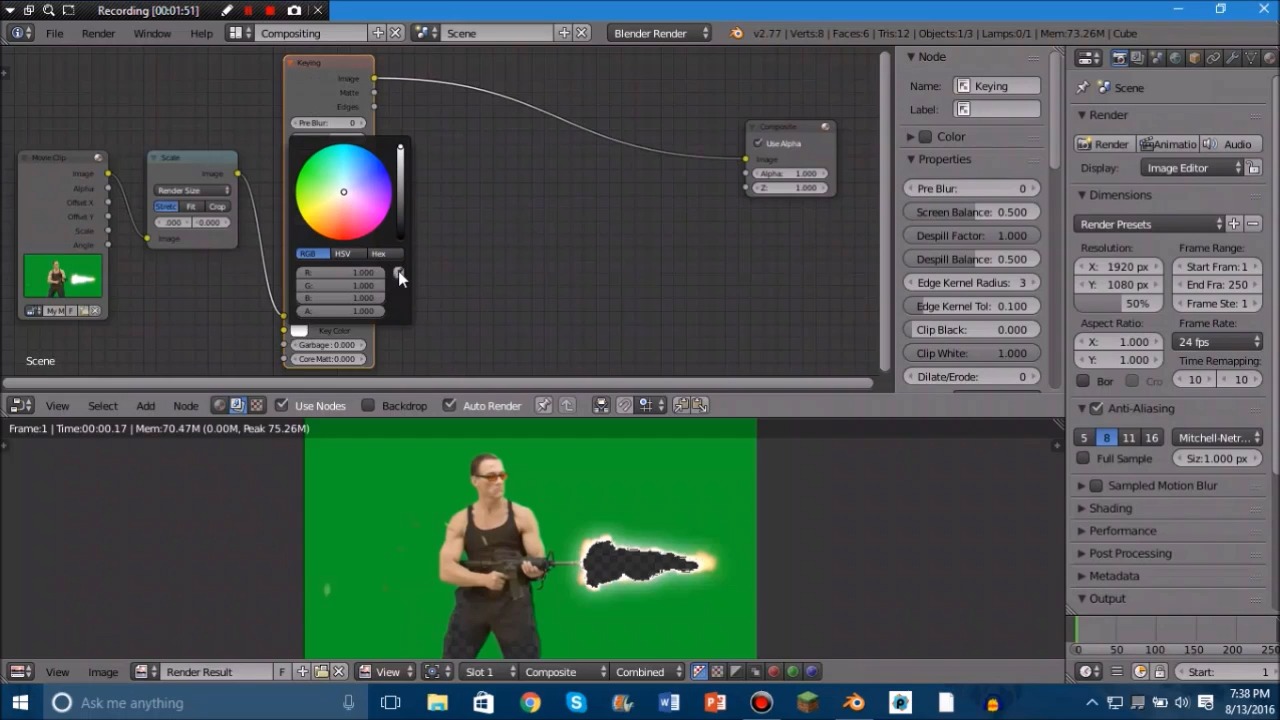 Recording [00:01:51]
File Render Window Help Compositing Scene Blender Render v2.77 | Verts:8 | Faces:6 | Tris:12 | Objects:1/3 | Lamps:0/1 | Mem:73.26M | Cube
Keying
Image
Matte
Edges
Pre Blur: 0
RGB HSV Hex
R: 1.000
G: 1.000
B: 1.000
A: 1.000
Key Color
Garbage: 0.000
Core Matt: 0.000
Movie Clip
Image
Alpha
Offset X
Offset Y
Scale
Angle
My M F
Scale
Image
Render Size
Stretc Fit Crop
.000 -0.000
Image
Composite
Use Alpha
Image
Alpha: 1.000
Z: 1.000
Scene
Node
Name: Keying
Label:
Color
Properties
Pre Blur: 0
Screen Balance: 0.500
Despill Factor: 1.000
Despill Balance: 0.500
Edge Kernel Radius: 3
Edge Kernel Tol: 0.100
Clip Black: 0.000
Clip White: 1.000
Dilate/Erode: 0
Scene
Render
Render Animatio Audio
Display: Image Editor
Dimensions
Render Presets
Resolution: Frame Range:
X: 1920 px Start Fram: 1
Y: 1080 px End Fra: 250
50% Frame Ste: 1
Aspect Ratio: Frame Rate:
X: 1.000 24 fps
Y: 1.000 Time Remapping:
Bor Cro 10 10
Anti-Aliasing
5 8 11 16 Mitchell-Netr...
Full Sample Siz: 1.000 px
Sampled Motion Blur
Shading
Performance
Post Processing
Metadata
Output
View Select Add Node Use Nodes Backdrop Auto Render
Frame:1 | Time:00:00.17 | Mem:70.47M (0.00M, Peak 75.26M)
0 50 100 150 200 250
View Image Render Result F View Slot 1 Composite Combined
Start: 1
Ask me anything
7:38 PM
8/13/2016